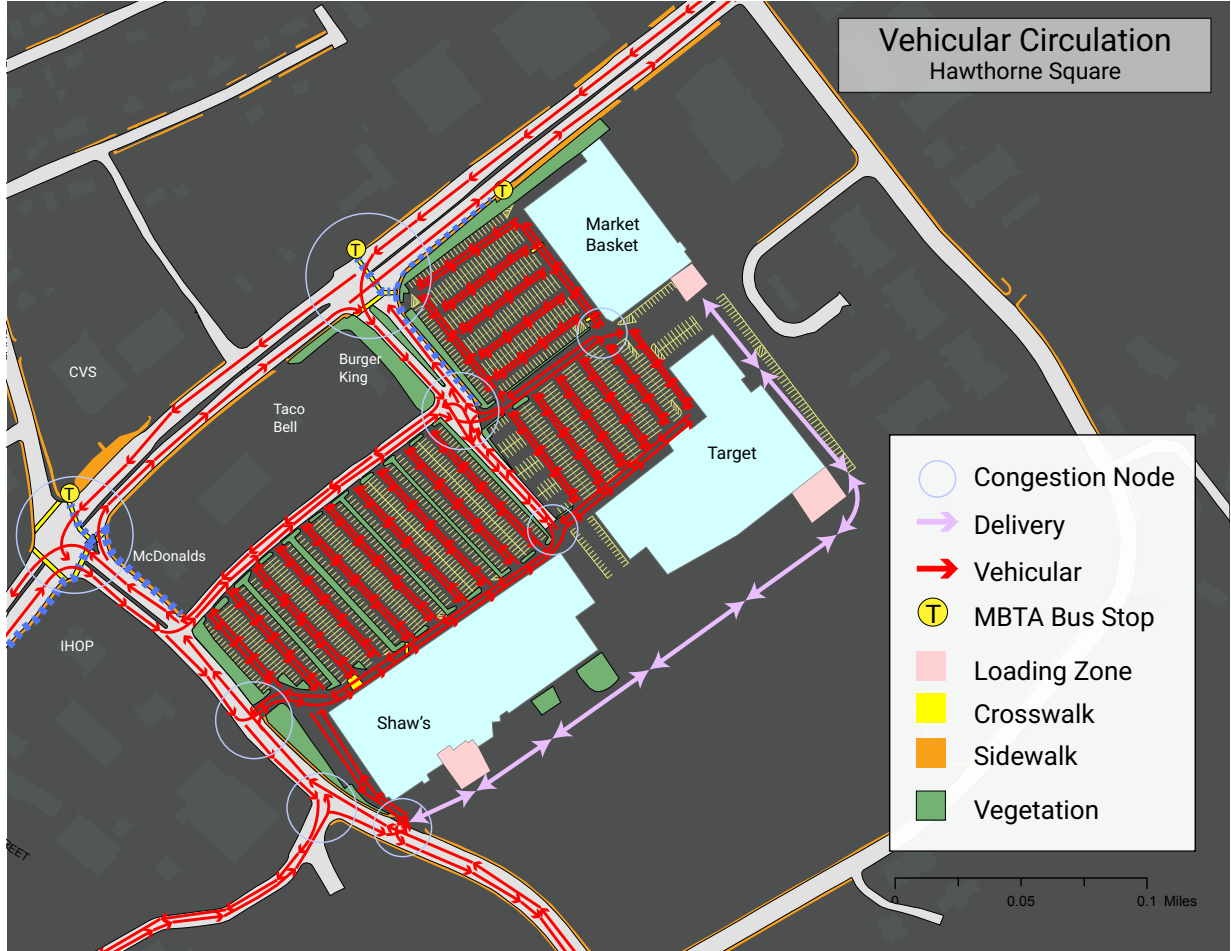 Vehicular Circulation
Hawthorne Square
T
Market
Basket
T
Burger
King
CVS
Taco
Bell
Target
T
McDonalds
IHOP
Shaw's
Congestion Node
Delivery
Vehicular
T MBTA Bus Stop
Loading Zone
Crosswalk
Sidewalk
Vegetation
REET
0 0.05 0.1 Miles